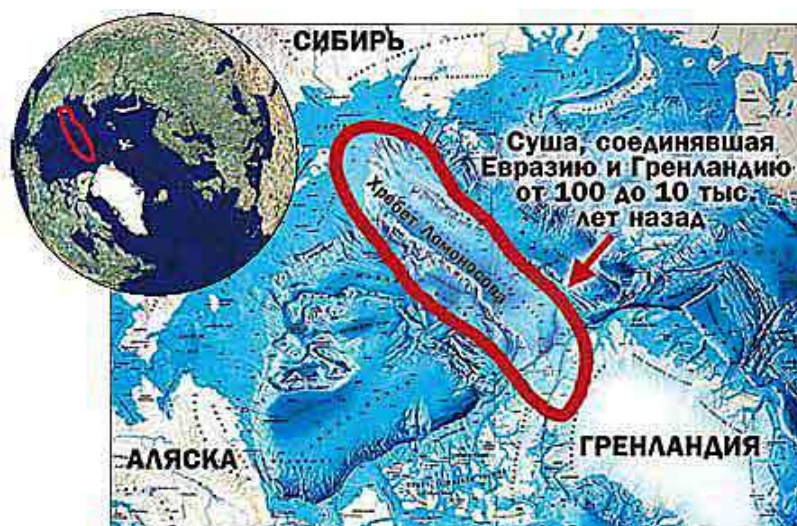 СИБИРЬ
Суша, соединявшая
Евразию и Гренландию
от 100 до 10 тыс.
лет назад
Хребет Ломоносова
АЛЯСКА
ГРЕНЛАНДИЯ